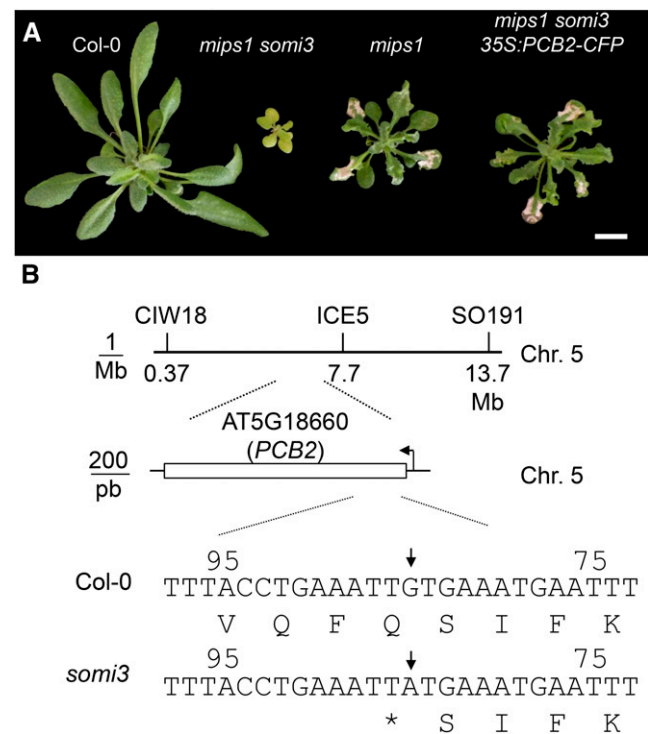 A
Col-0
mips1 somi3
mips1
mips1 somi3
35S:PCB2-CFP
B
CIW18
ICE5
SO191
1
Mb
0.37
7.7
13.7
Mb
Chr. 5
AT5G18660
(PCB2)
200
pb
Chr. 5
95
75
Col-0
TTTACCTGAAATTGTGAAATGAATTT
V Q F Q S I F K
95
75
somi3
TTTACCTGAAATTATGAAATGAATTT
* S I F K